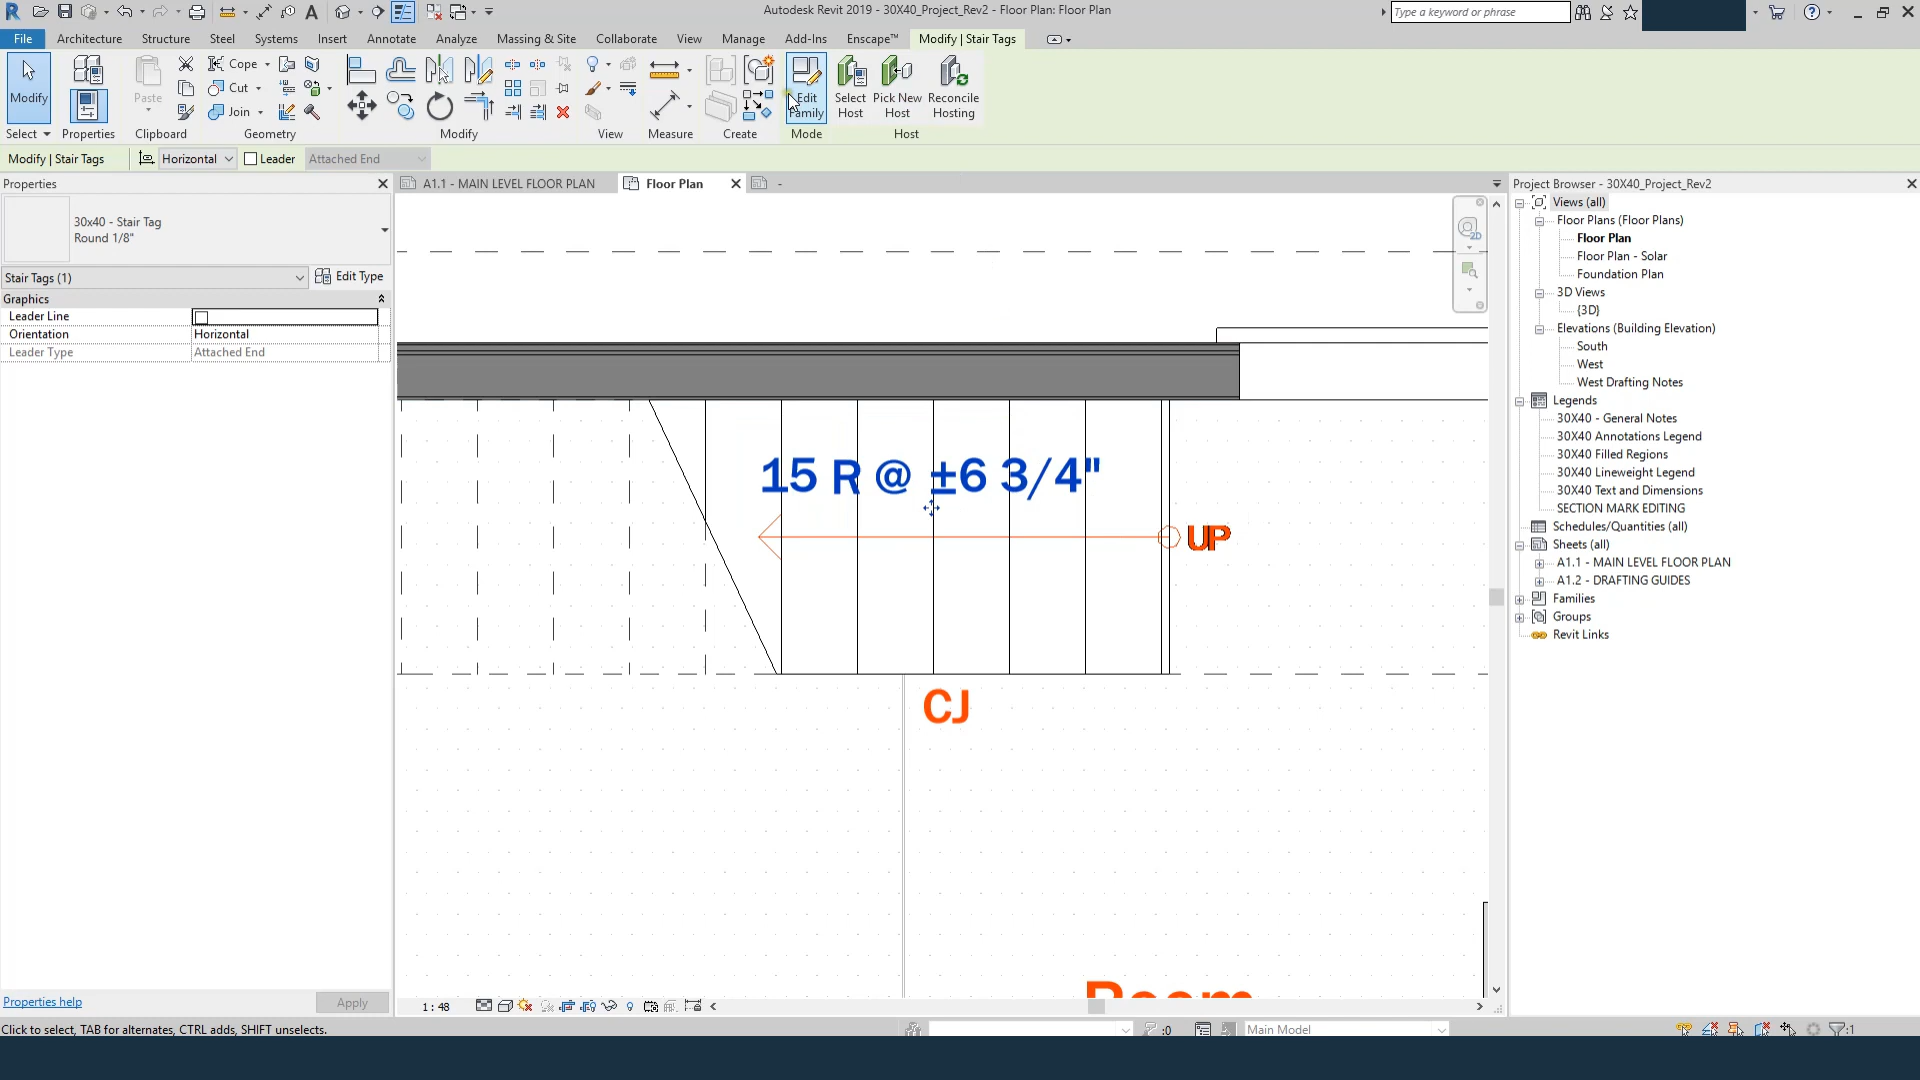 Autodesk Revit 2019 - 30X40_Project_Rev2 - Floor Plan: Floor Plan
Type a keyword or phrase
File Architecture Structure Steel Systems Insert Annotate Analyze Massing & Site Collaborate View Manage Add-Ins Enscape™ Modify | Stair Tags
Modify Paste Cope Cut Join Edit Family Select Host Pick New Host Reconcile Hosting
Select Properties Clipboard Geometry Modify View Measure Create Mode Host
Modify | Stair Tags Horizontal Leader Attached End
Properties
A1.1 - MAIN LEVEL FLOOR PLAN Floor Plan -
Project Browser - 30X40_Project_Rev2
30x40 - Stair Tag
Round 1/8"
Stair Tags (1) Edit Type
Graphics
Leader Line
Orientation Horizontal
Leader Type Attached End
2D
15 R @ ±6 3/4"
UP
CJ
Room
Views (all)
Floor Plans (Floor Plans)
Floor Plan
Floor Plan - Solar
Foundation Plan
3D Views
{3D}
Elevations (Building Elevation)
South
West
West Drafting Notes
Legends
30X40 - General Notes
30X40 Annotations Legend
30X40 Filled Regions
30X40 Lineweight Legend
30X40 Text and Dimensions
SECTION MARK EDITING
Schedules/Quantities (all)
Sheets (all)
A1.1 - MAIN LEVEL FLOOR PLAN
A1.2 - DRAFTING GUIDES
Families
Groups
Revit Links
Properties help Apply
1 : 48
Click to select, TAB for alternates, CTRL adds, SHIFT unselects.
:0 Main Model :1